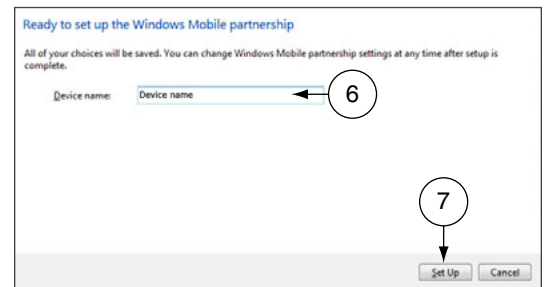 Ready to set up the Windows Mobile partnership
All of your choices will be saved. You can change Windows Mobile partnership settings at any time after setup is
complete.
Device name: Device name 6
7
Set Up Cancel